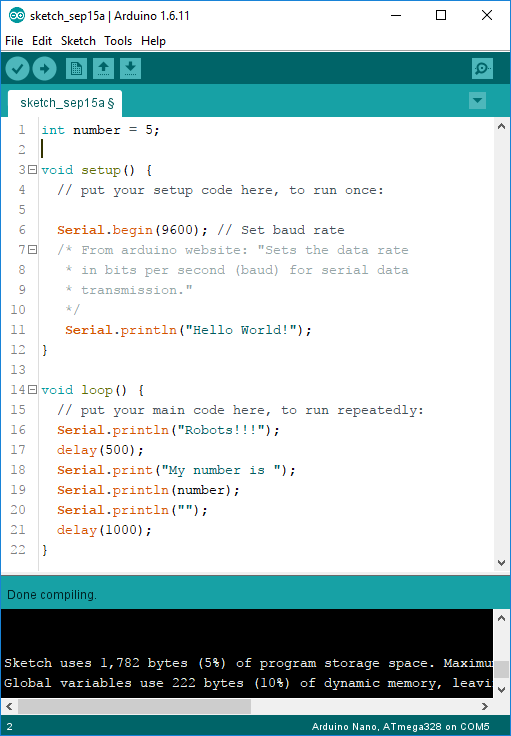 sketch_sep15a | Arduino 1.6.11
File Edit Sketch Tools Help
sketch_sep15a §
1 int number = 5;
2
3 void setup() {
4   // put your setup code here, to run once:
5
6   Serial.begin(9600); // Set baud rate
7   /* From arduino website: "Sets the data rate
8    * in bits per second (baud) for serial data
9    * transmission."
10    */
11    Serial.println("Hello World!");
12 }
13
14 void loop() {
15   // put your main code here, to run repeatedly:
16   Serial.println("Robots!!!");
17   delay(500);
18   Serial.print("My number is ");
19   Serial.println(number);
20   Serial.println("");
21   delay(1000);
22 }
Done compiling.
Sketch uses 1,782 bytes (5%) of program storage space. Maximu
Global variables use 222 bytes (10%) of dynamic memory, leavi
2 Arduino Nano, ATmega328 on COM5